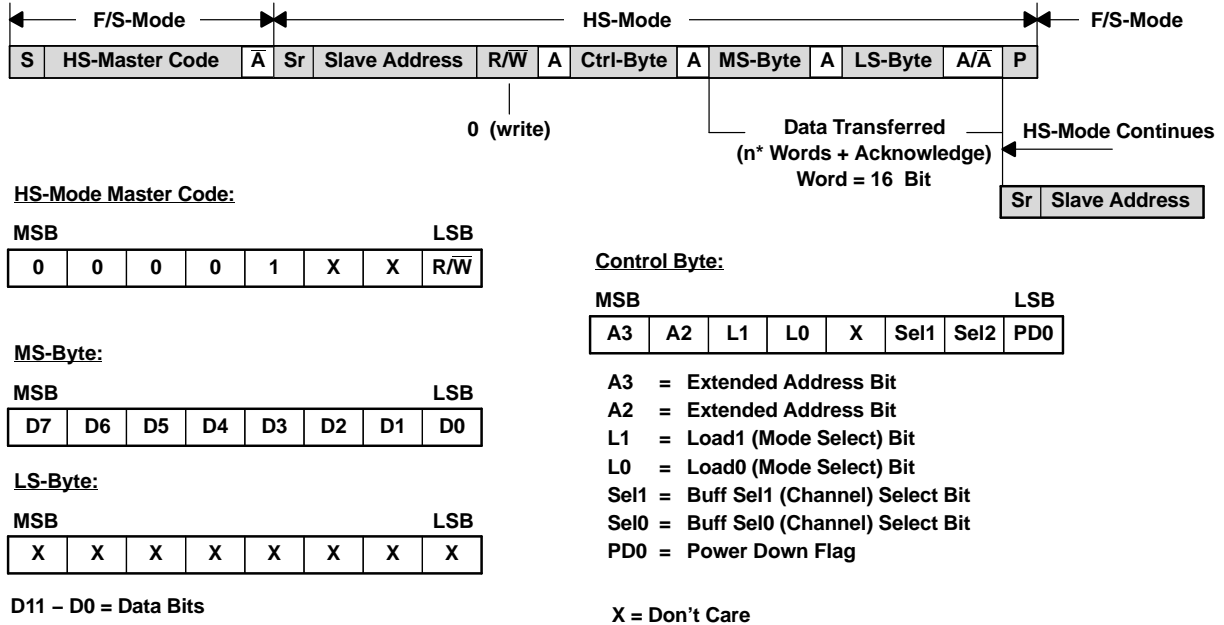 F/S-Mode HS-Mode F/S-Mode
S HS-Master Code A̅ Sr Slave Address R/W̅ A Ctrl-Byte A MS-Byte A LS-Byte A/A̅ P
0 (write)
Data Transferred
(n* Words + Acknowledge)
Word = 16 Bit
HS-Mode Continues
Sr Slave Address
HS-Mode Master Code:
MSB LSB
0 0 0 0 1 X X R/W̅
MS-Byte:
MSB LSB
D7 D6 D5 D4 D3 D2 D1 D0
LS-Byte:
MSB LSB
X X X X X X X X
D11 – D0 = Data Bits
Control Byte:
MSB LSB
A3 A2 L1 L0 X Sel1 Sel2 PD0
A3 = Extended Address Bit
A2 = Extended Address Bit
L1 = Load1 (Mode Select) Bit
L0 = Load0 (Mode Select) Bit
Sel1 = Buff Sel1 (Channel) Select Bit
Sel0 = Buff Sel0 (Channel) Select Bit
PD0 = Power Down Flag
X = Don't Care